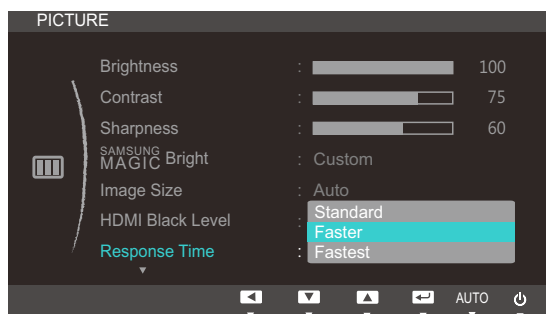 PICTURE
Brightness : 100
Contrast : 75
Sharpness : 60
SAMSUNG MAGIC Bright : Custom
Image Size : Auto
HDMI Black Level :
Standard
Faster
Response Time : Fastest
AUTO